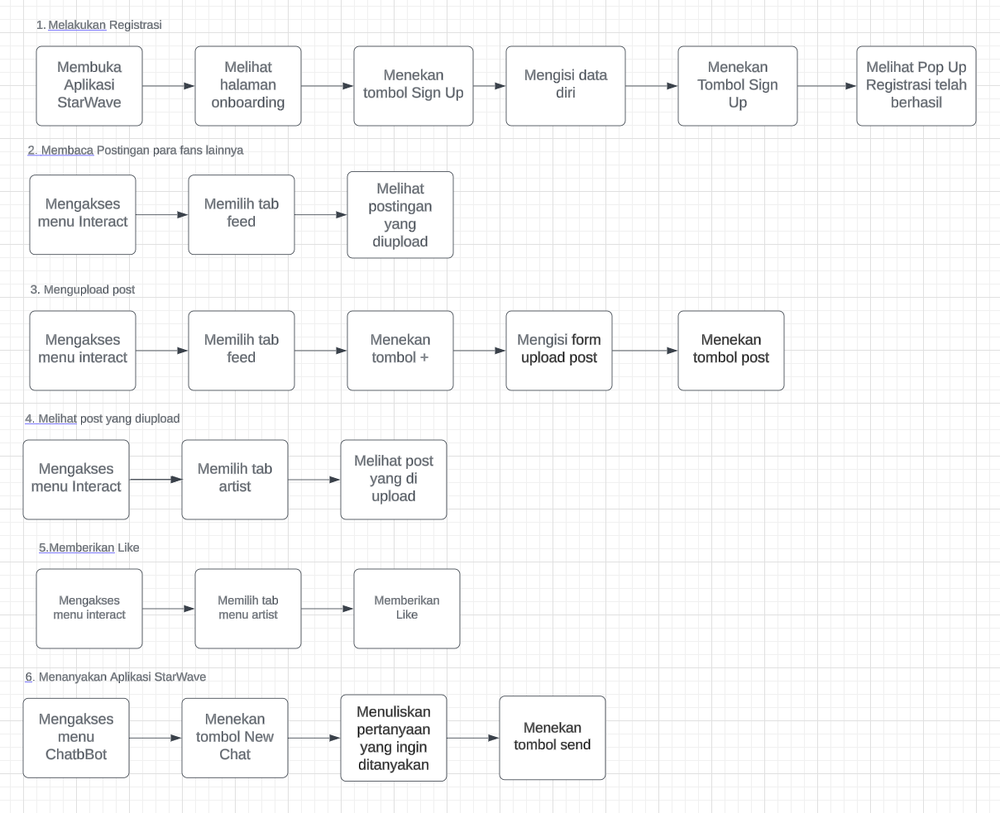 1. Melakukan Registrasi
Membuka
Aplikasi
StarWave
Melihat
halaman
onboarding
Menekan
tombol Sign Up
Mengisi data
diri
Menekan
Tombol Sign
Up
Melihat Pop Up
Registrasi telah
berhasil
2. Membaca Postingan para fans lainnya
Mengakses
menu Interact
Memilih tab
feed
Melihat
postingan
yang
diupload
3. Mengupload post
Mengakses
menu interact
Memilih tab
feed
Menekan
tombol +
Mengisi form
upload post
Menekan
tombol post
4. Melihat post yang diupload
Mengakses
menu Interact
Memilih tab
artist
Melihat post
yang di
upload
5.Memberikan Like
Mengakses
menu interact
Memilih tab
menu artist
Memberikan
Like
6. Menanyakan Aplikasi StarWave
Mengakses
menu
ChatbBot
Menekan
tombol New
Chat
Menuliskan
pertanyaan
yang ingin
ditanyakan
Menekan
tombol send